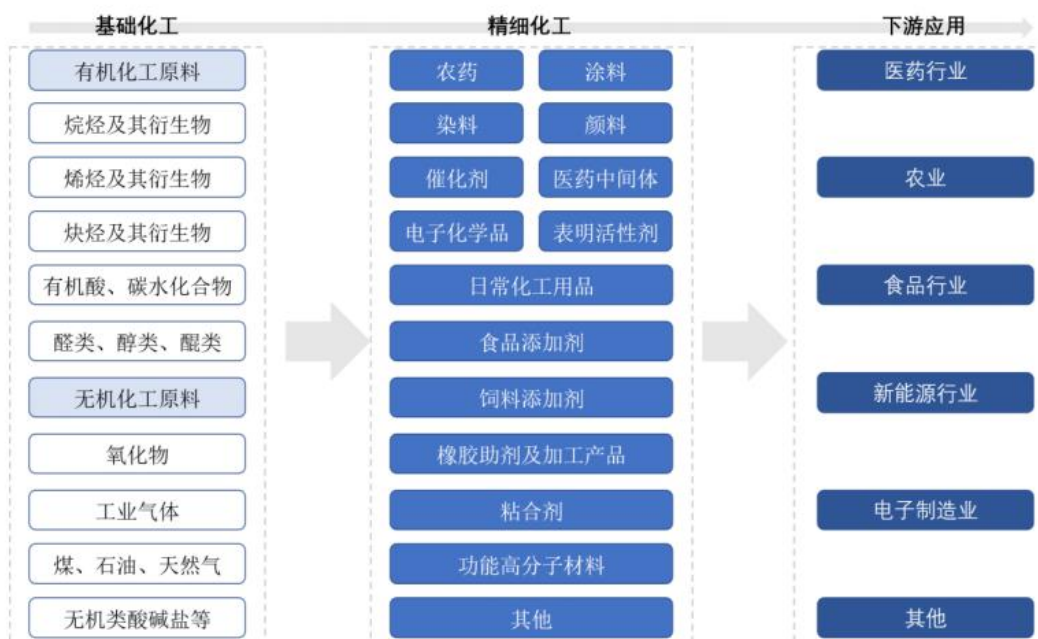 基础化工
精细化工
下游应用
有机化工原料
烷烃及其衍生物
烯烃及其衍生物
炔烃及其衍生物
有机酸、碳水化合物
醛类、醇类、醌类
无机化工原料
氧化物
工业气体
煤、石油、天然气
无机类酸碱盐等
农药
涂料
染料
颜料
催化剂
医药中间体
电子化学品
表明活性剂
日常化工用品
食品添加剂
饲料添加剂
橡胶助剂及加工产品
粘合剂
功能高分子材料
其他
医药行业
农业
食品行业
新能源行业
电子制造业
其他